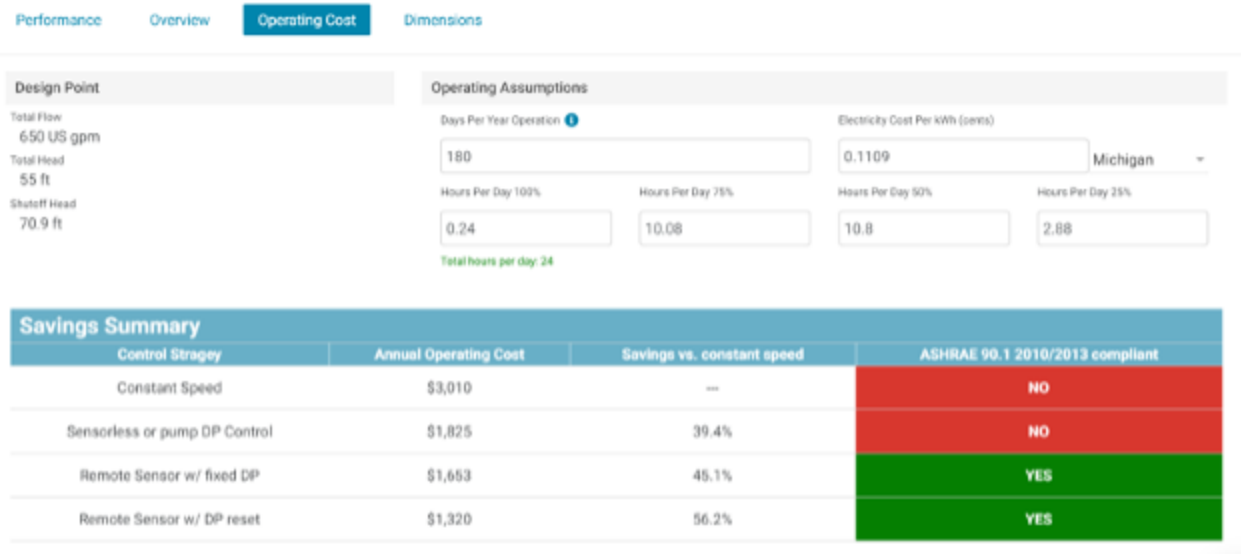 Performance Overview Operating Cost Dimensions
Design Point
Total Flow
650 US gpm
Total Head
55 ft
Shutoff Head
70.9 ft
Operating Assumptions
Days Per Year Operation
180
Electricity Cost Per kWh (cents)
0.1109 Michigan
Hours Per Day 100% Hours Per Day 75% Hours Per Day 50% Hours Per Day 25%
0.24 10.08 10.8 2.88
Total hours per day: 24
Savings Summary
Control Stragey Annual Operating Cost Savings vs. constant speed ASHRAE 90.1 2010/2013 compliant
Constant Speed $3,010 --- NO
Sensorless or pump DP Control $1,825 39.4% NO
Remote Sensor w/ fixed DP $1,653 45.1% YES
Remote Sensor w/ DP reset $1,320 56.2% YES